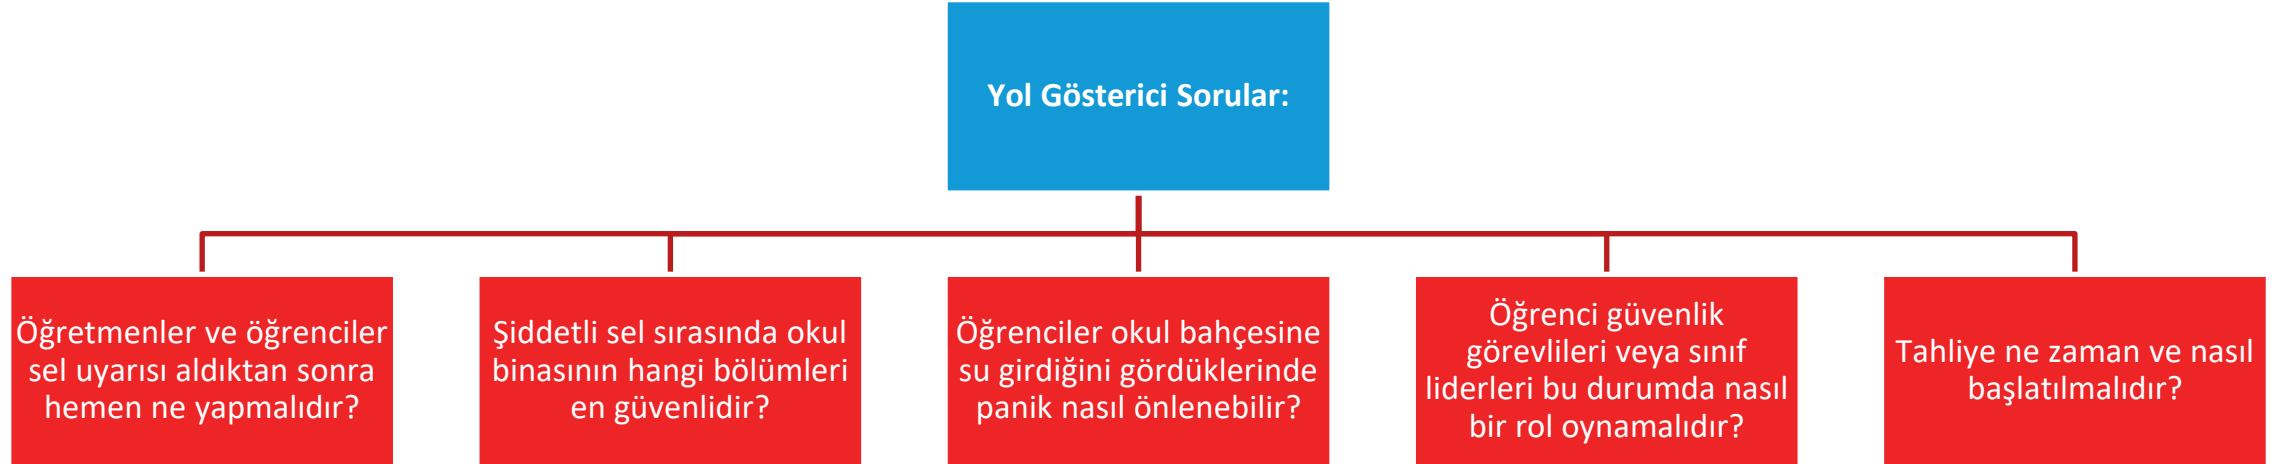 Yol Gösterici Sorular:
Öğretmenler ve öğrenciler
sel uyarısı aldıktan sonra
hemen ne yapmalıdır?
Şiddetli sel sırasında okul
binasının hangi bölümleri
en güvenlidir?
Öğrenciler okul bahçesine
su girdiğini gördüklerinde
panik nasıl önlenebilir?
Öğrenci güvenlik
görevlileri veya sınıf
liderleri bu durumda nasıl
bir rol oynamalıdır?
Tahliye ne zaman ve nasıl
başlatılmalıdır?